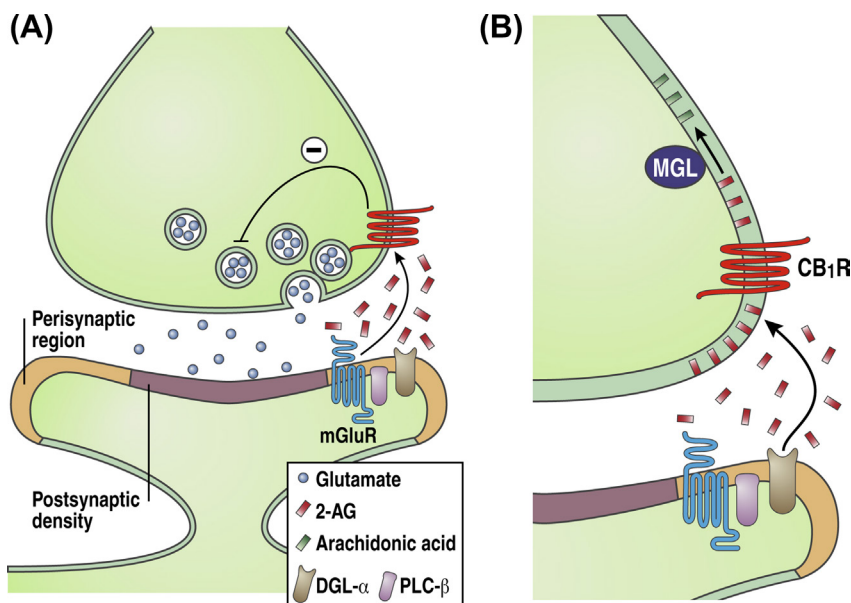 (A)
Perisynaptic
region
mGluR
Postsynaptic
density
Glutamate
2-AG
Arachidonic acid
DGL-α PLC-β
(B)
MGL
CB₁R